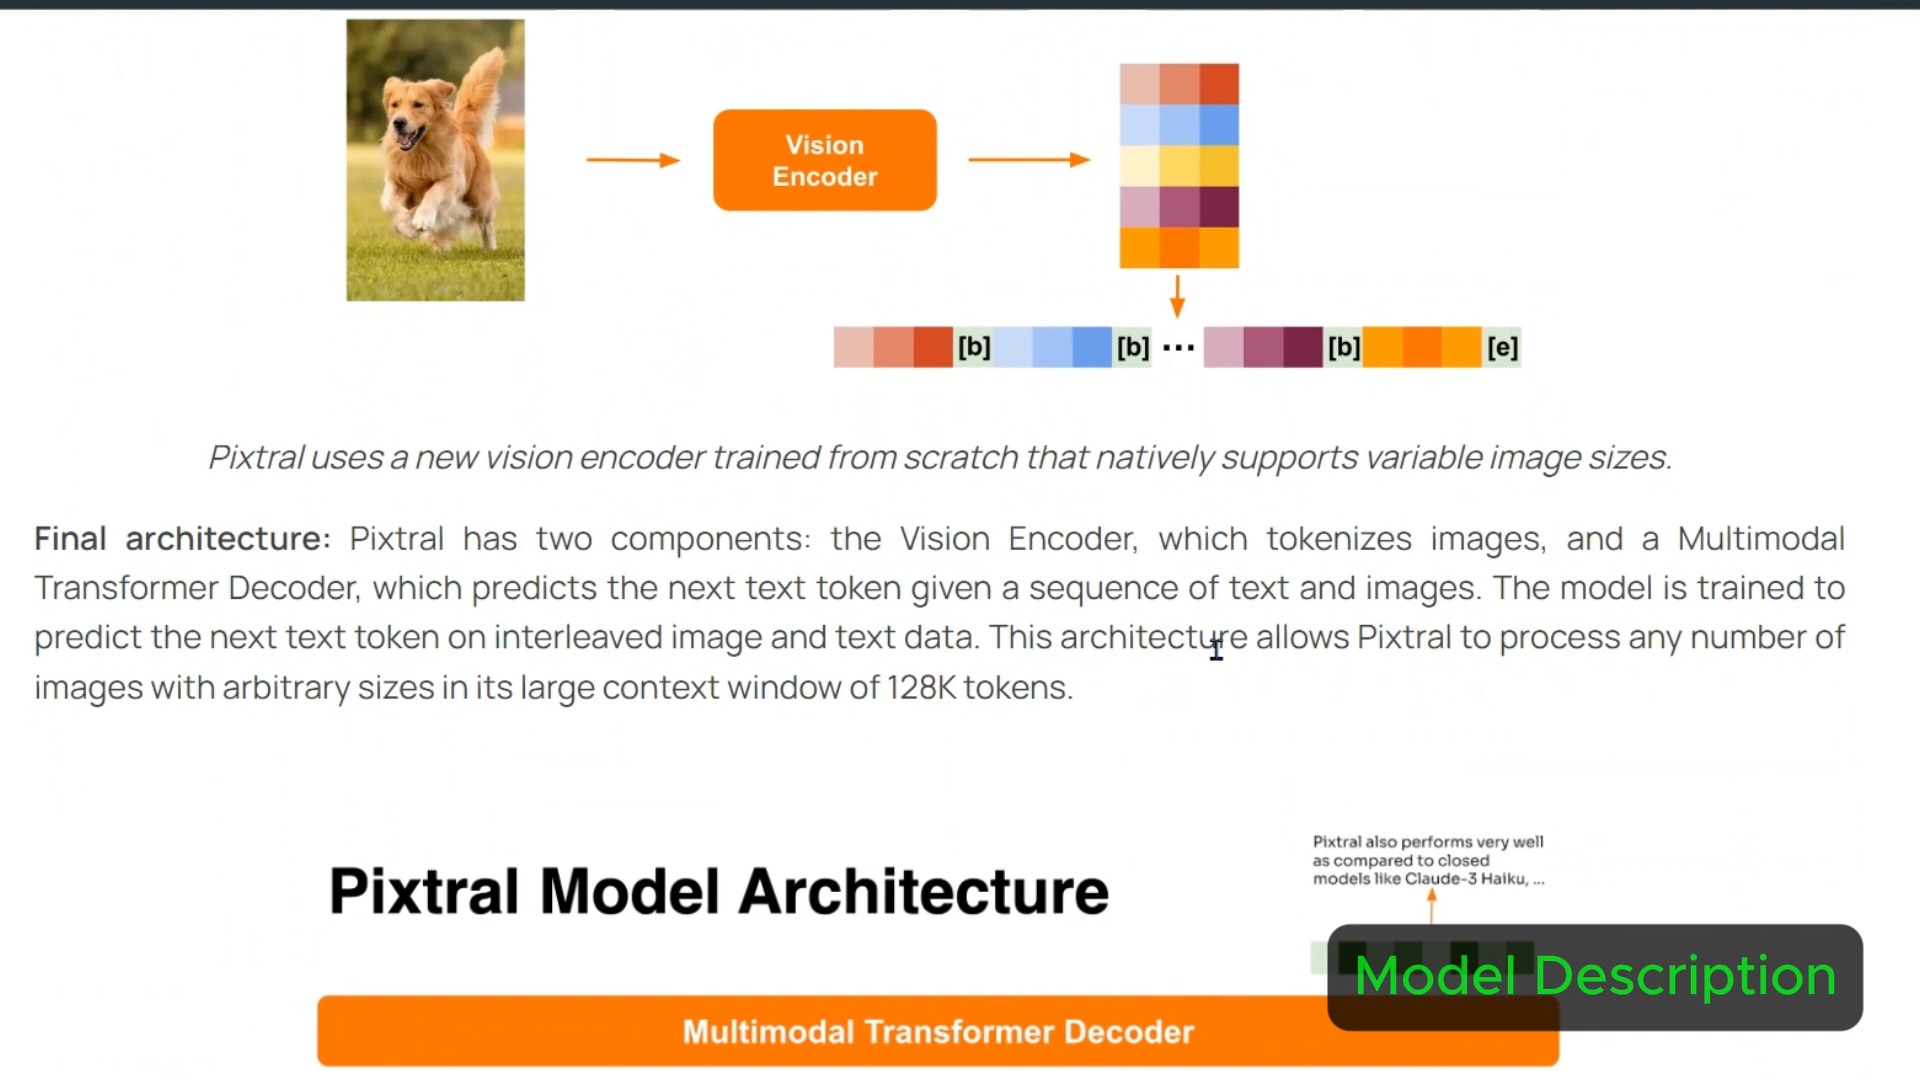 Vision
Encoder
[b] [b] ... [b] [e]
Pixtral uses a new vision encoder trained from scratch that natively supports variable image sizes.
Final architecture: Pixtral has two components: the Vision Encoder, which tokenizes images, and a Multimodal
Transformer Decoder, which predicts the next text token given a sequence of text and images. The model is trained to
predict the next text token on interleaved image and text data. This architecture allows Pixtral to process any number of
images with arbitrary sizes in its large context window of 128K tokens.
Pixtral Model Architecture
Pixtral also performs very well
as compared to closed
models like Claude-3 Haiku, ...
Model Description
Multimodal Transformer Decoder